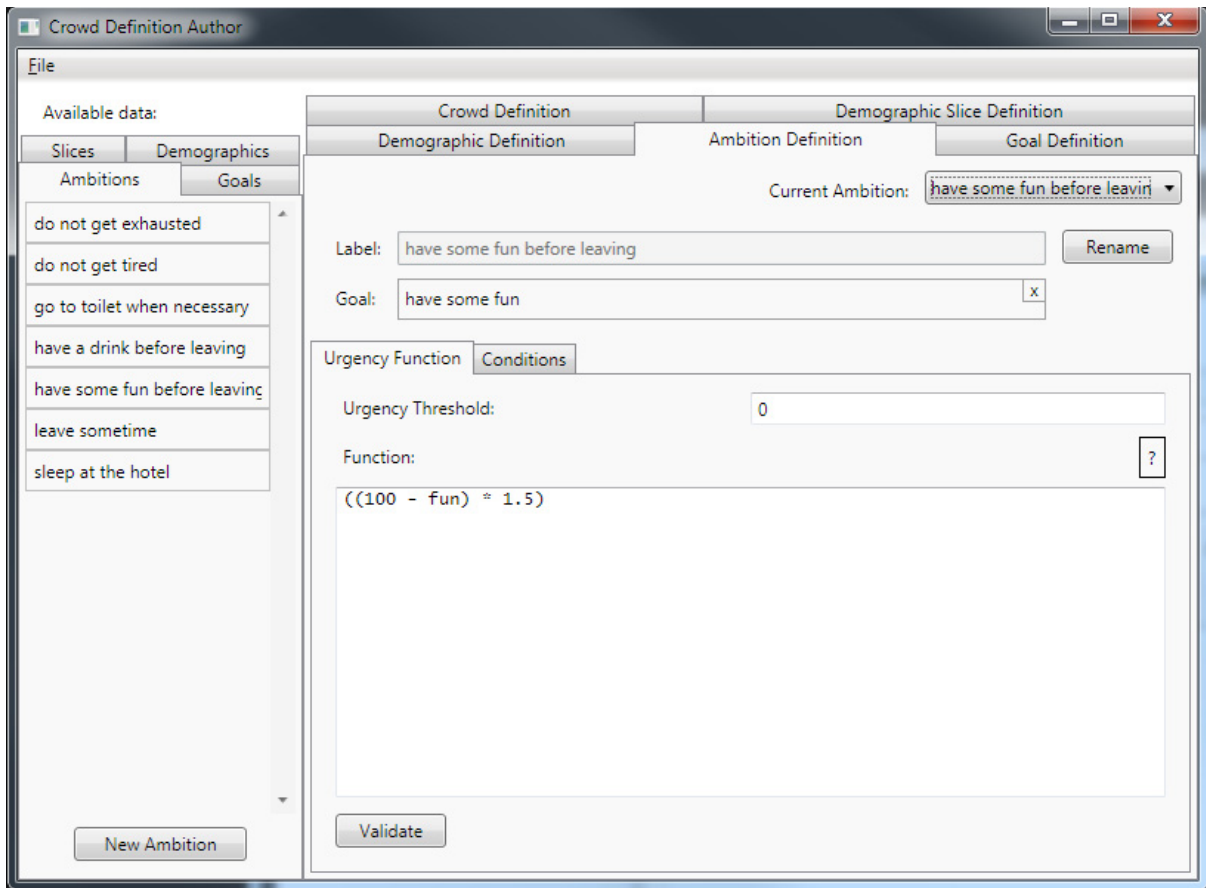 Crowd Definition Author
File
Available data:
Slices Demographics
Ambitions Goals
do not get exhausted
do not get tired
go to toilet when necessary
have a drink before leaving
have some fun before leaving
leave sometime
sleep at the hotel
New Ambition
Crowd Definition Demographic Slice Definition
Demographic Definition Ambition Definition Goal Definition
Current Ambition: have some fun before leavin
Label: have some fun before leaving Rename
Goal: have some fun x
Urgency Function Conditions
Urgency Threshold: 0
Function: ?
((100 - fun) * 1.5)
Validate